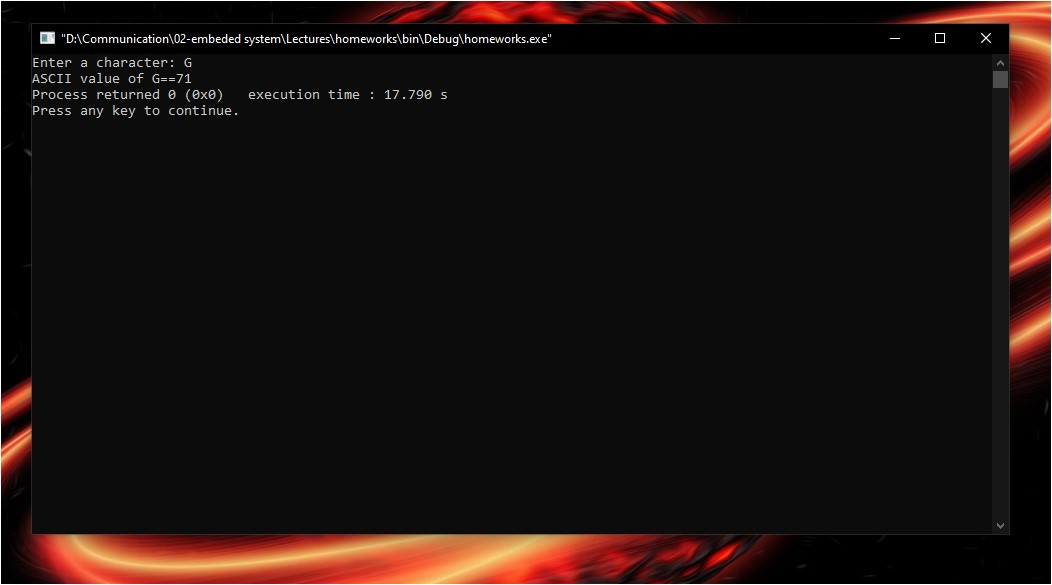 "D:\Communication\02-embeded system\Lectures\homeworks\bin\Debug\homeworks.exe"
Enter a character: G
ASCII value of G==71
Process returned 0 (0x0)   execution time : 17.790 s
Press any key to continue.